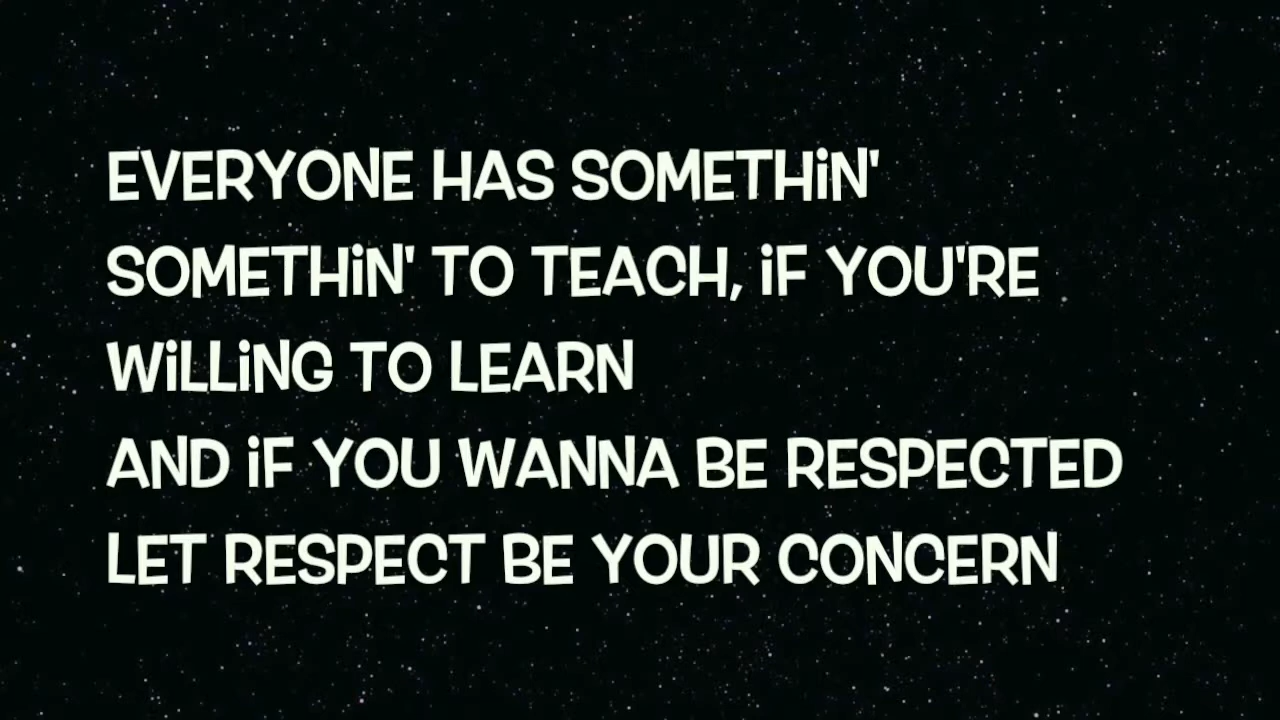 EVERYONE HAS SOMETHiN'
SOMETHiN' TO TEACH, iF YOU'RE
WiLLiNG TO LEARN
AND iF YOU WANNA BE RESPECTED
LET RESPECT BE YOUR CONCERN